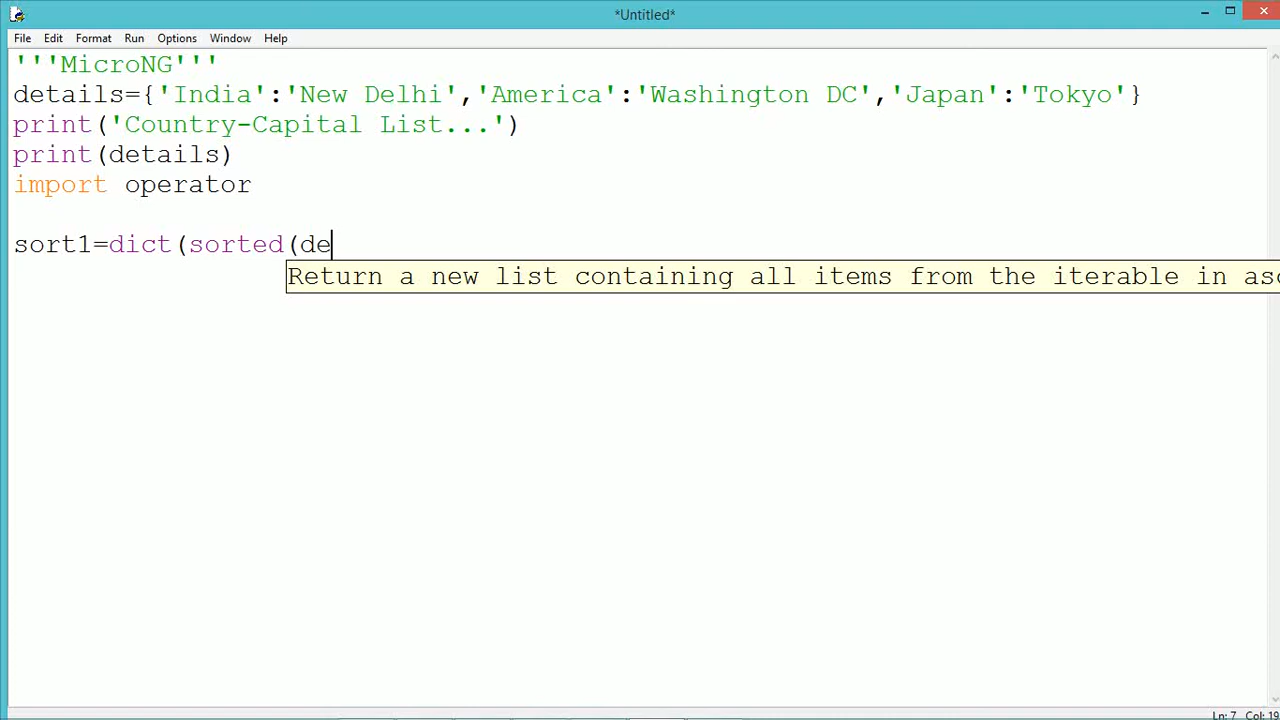 *Untitled*
File Edit Format Run Options Window Help
'''MicroNG'''
details={'India':'New Delhi','America':'Washington DC','Japan':'Tokyo'}
print('Country-Capital List...')
print(details)
import operator
sort1=dict(sorted(de
Return a new list containing all items from the iterable in asc
Ln: 7 Col: 19